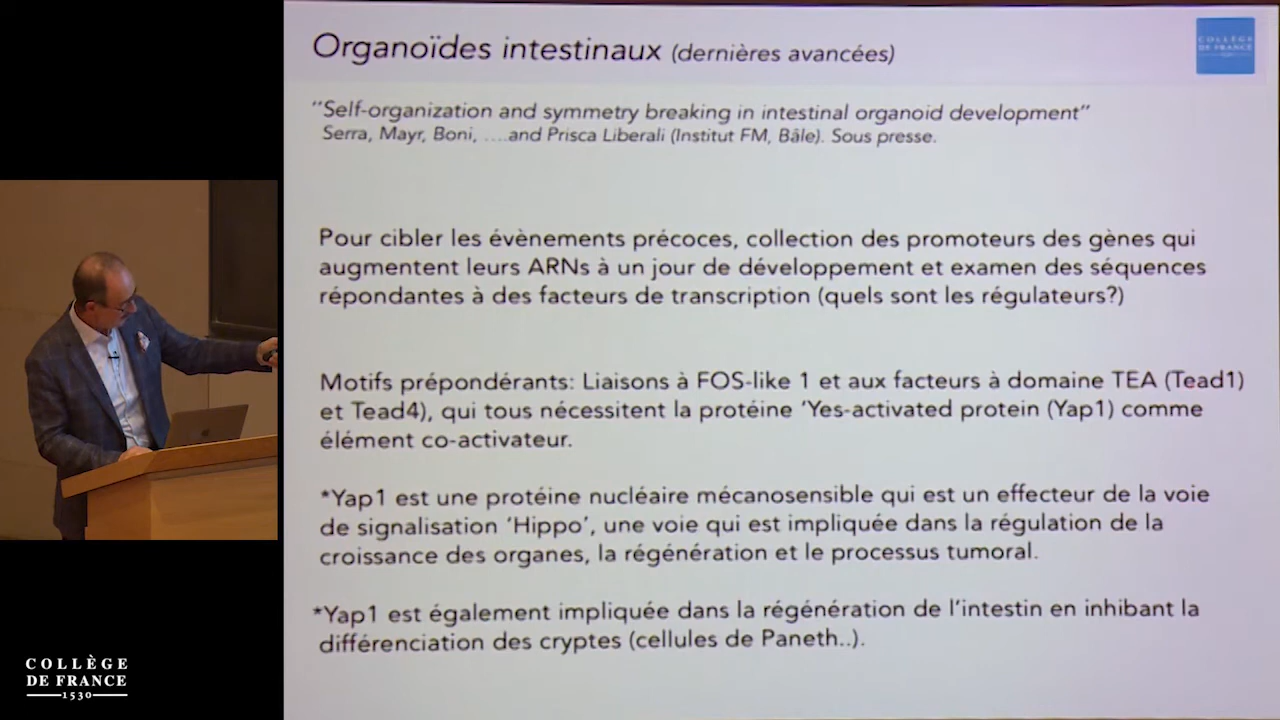 Organoïdes intestinaux (dernières avancées)
COLLÈGE
DE FRANCE
1530
"Self-organization and symmetry breaking in intestinal organoid development"
Serra, Mayr, Boni, ....and Prisca Liberali (Institut FM, Bâle). Sous presse.
Pour cibler les évènements précoces, collection des promoteurs des gènes qui
augmentent leurs ARNs à un jour de développement et examen des séquences
répondantes à des facteurs de transcription (quels sont les régulateurs?)
Motifs prépondérants: Liaisons à FOS-like 1 et aux facteurs à domaine TEA (Tead1)
et Tead4), qui tous nécessitent la protéine 'Yes-activated protein (Yap1) comme
élément co-activateur.
*Yap1 est une protéine nucléaire mécanosensible qui est un effecteur de la voie
de signalisation 'Hippo', une voie qui est impliquée dans la régulation de la
croissance des organes, la régénération et le processus tumoral.
*Yap1 est également impliquée dans la régénération de l'intestin en inhibant la
différenciation des cryptes (cellules de Paneth..).
COLLÈGE
DE FRANCE
1530